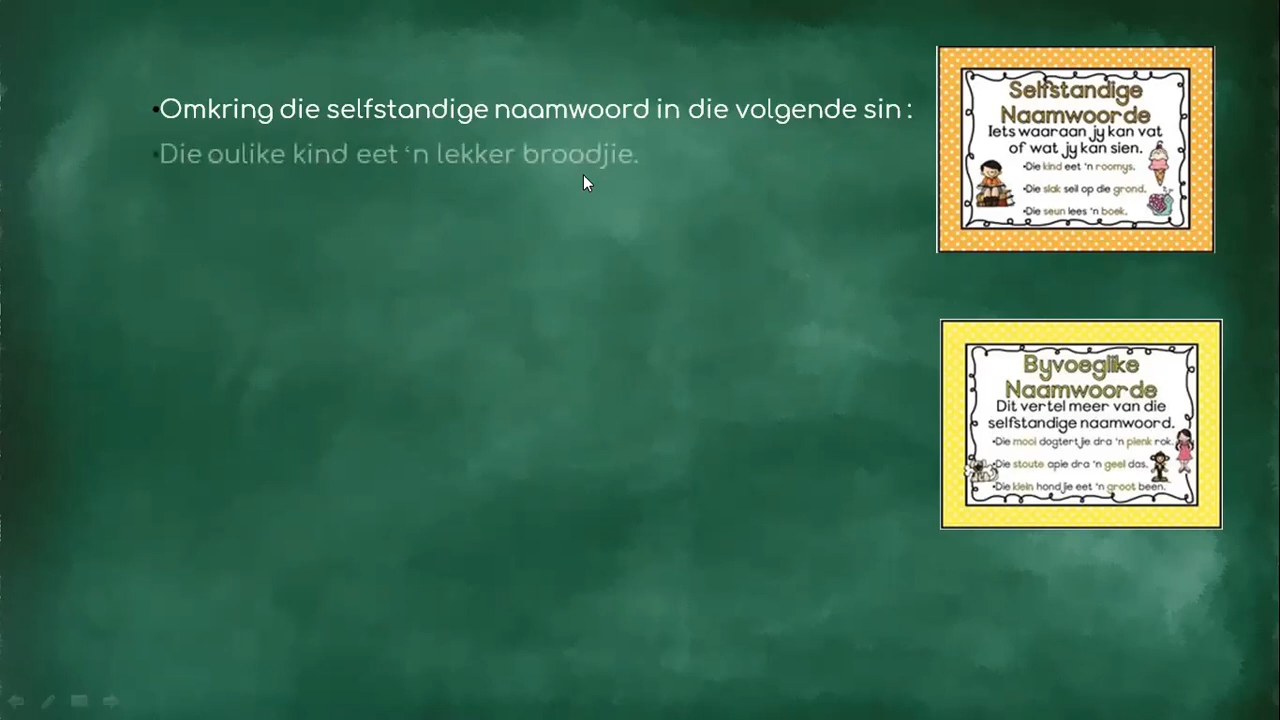 •Omkring die selfstandige naamwoord in die volgende sin :
•Die oulike kind eet ‘n lekker broodjie.
Selfstandige
Naamwoorde
Iets waaraan jy kan vat
of wat jy kan sien.
•Die kind eet ‘n roomys.
•Die slak seil op die grond.
•Die seun lees ‘n boek.
Byvoeglike
Naamwoorde
Dit vertel meer van die
selfstandige naamwoord.
•Die mooi dogtertjie dra ‘n pienk rok.
•Die stoute apie dra ‘n geel das.
•Die klein hondjie eet ‘n groot been.